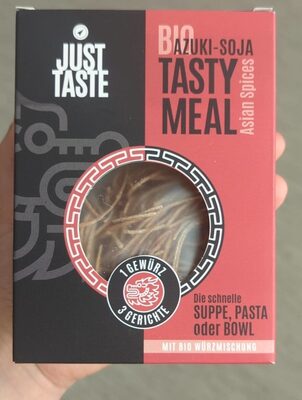 JUST
TASTE
BIO
AZUKI-SOJA
TASTY
MEAL
Asian Spices
1 GEWÜRZ
3 GERICHTE
Die schnelle
SUPPE, PASTA
oder BOWL
MIT BIO WÜRZMISCHUNG